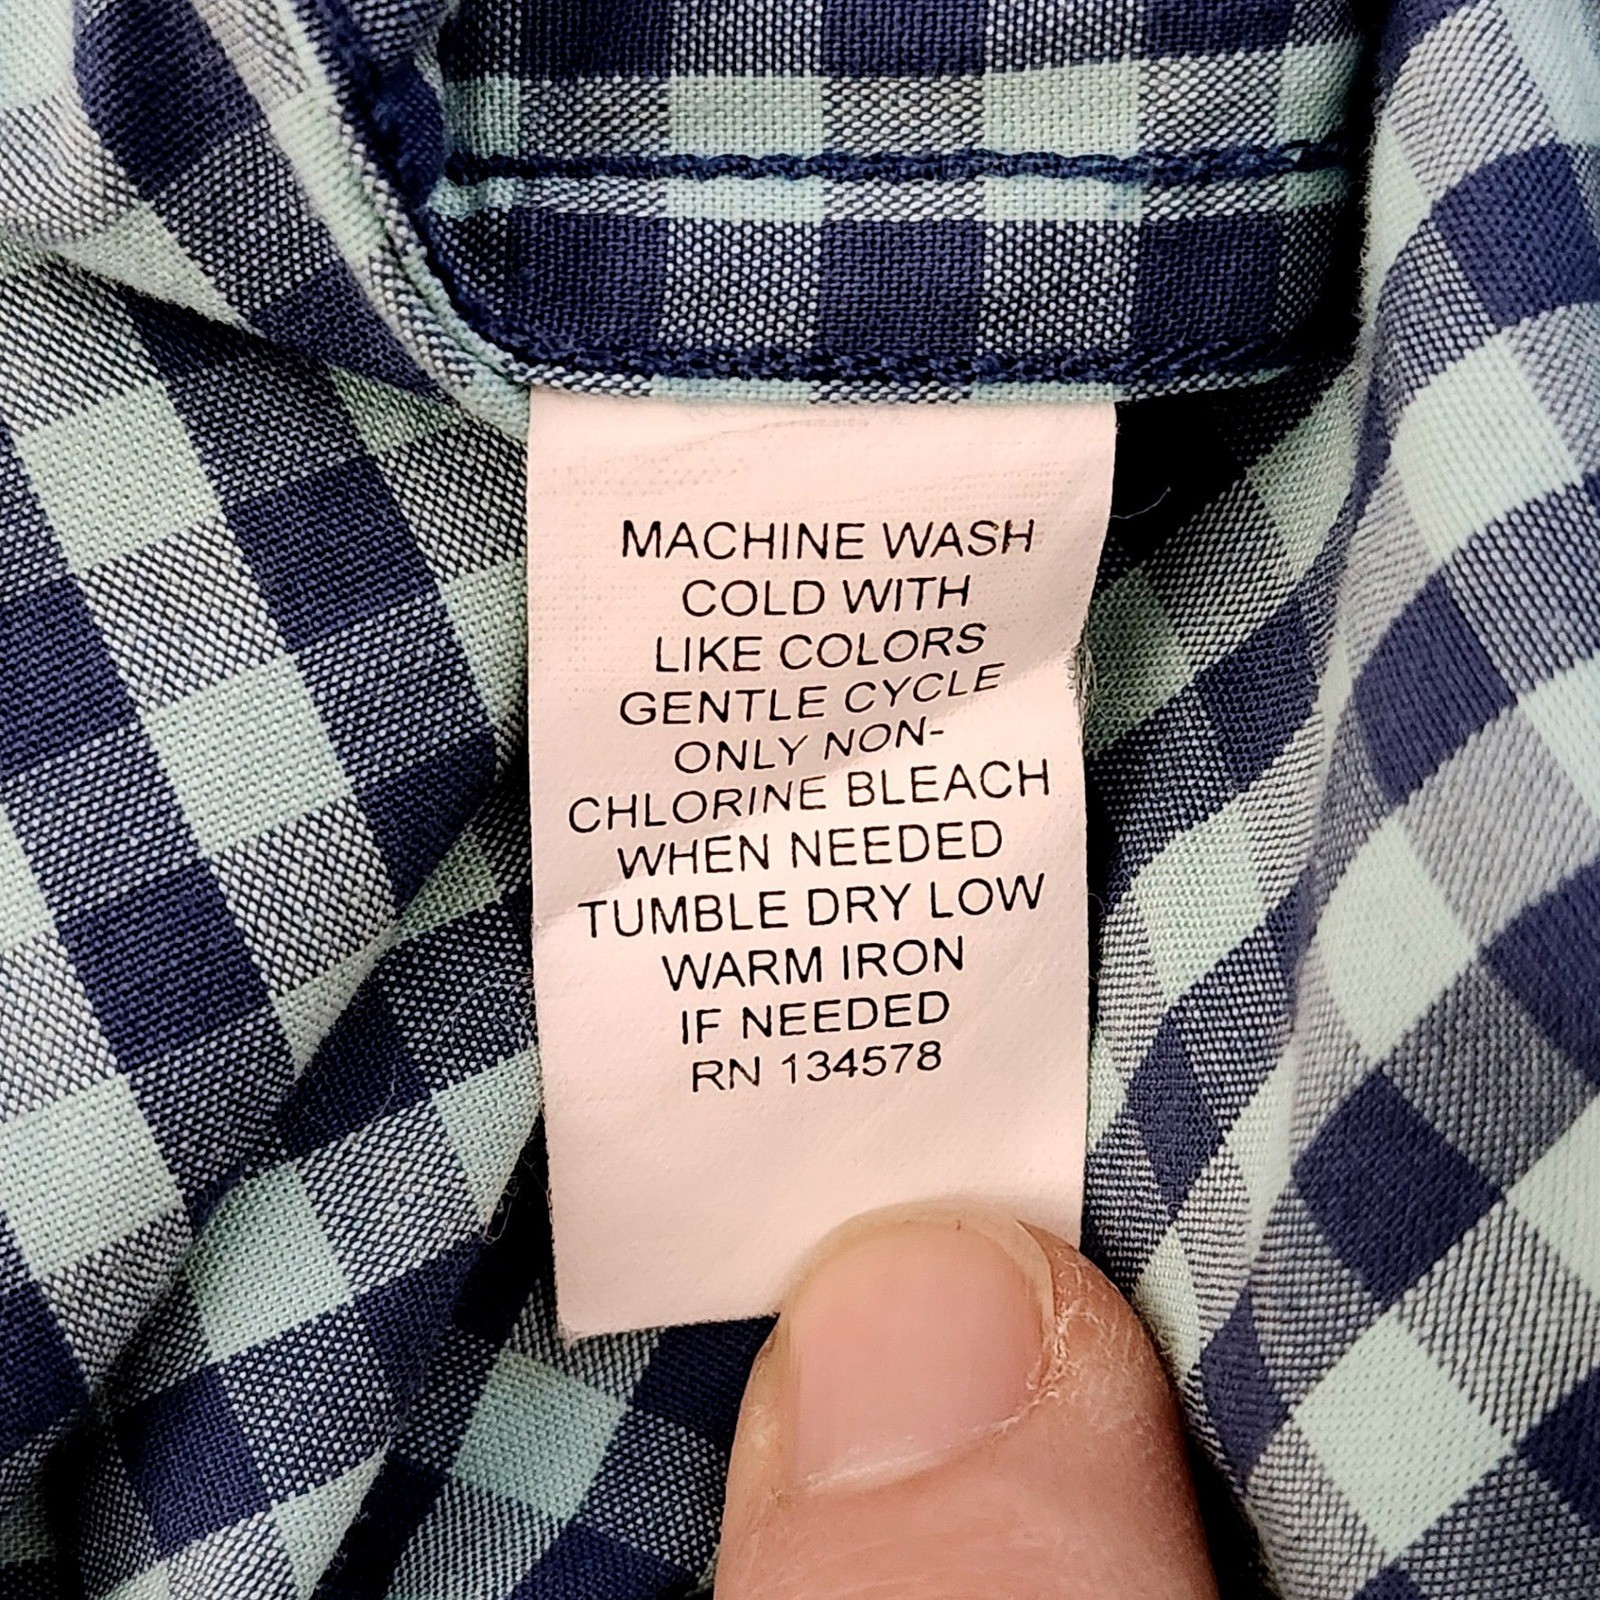 MACHINE WASH
COLD WITH
LIKE COLORS
GENTLE CYCLE
ONLY NON-
CHLORINE BLEACH
WHEN NEEDED
TUMBLE DRY LOW
WARM IRON
IF NEEDED
RN 134578